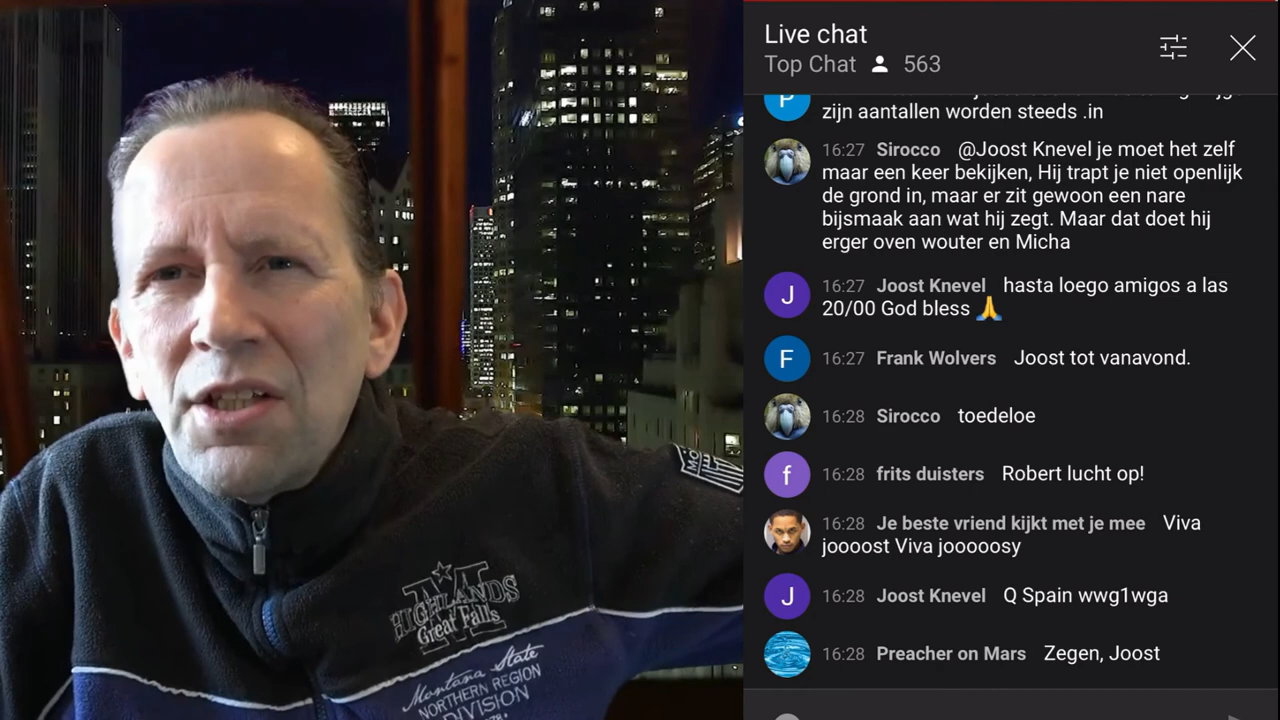 Live chat
Top Chat 563
P
zijn aantallen worden steeds .in
16:27 Sirocco @Joost Knevel je moet het zelf
maar een keer bekijken, Hij trapt je niet openlijk
de grond in, maar er zit gewoon een nare
bijsmaak aan wat hij zegt. Maar dat doet hij
erger oven wouter en Micha
J
16:27 Joost Knevel hasta loego amigos a las
20/00 God bless 🙏
F
16:27 Frank Wolvers Joost tot vanavond.
16:28 Sirocco toedeloe
f
16:28 frits duisters Robert lucht op!
16:28 Je beste vriend kijkt met je mee Viva
joooost Viva jooooosy
J
16:28 Joost Knevel Q Spain wwg1wga
16:28 Preacher on Mars Zegen, Joost
HIGHLANDS
Great Falls
Montana State
NORTHERN REGION
DIVISION